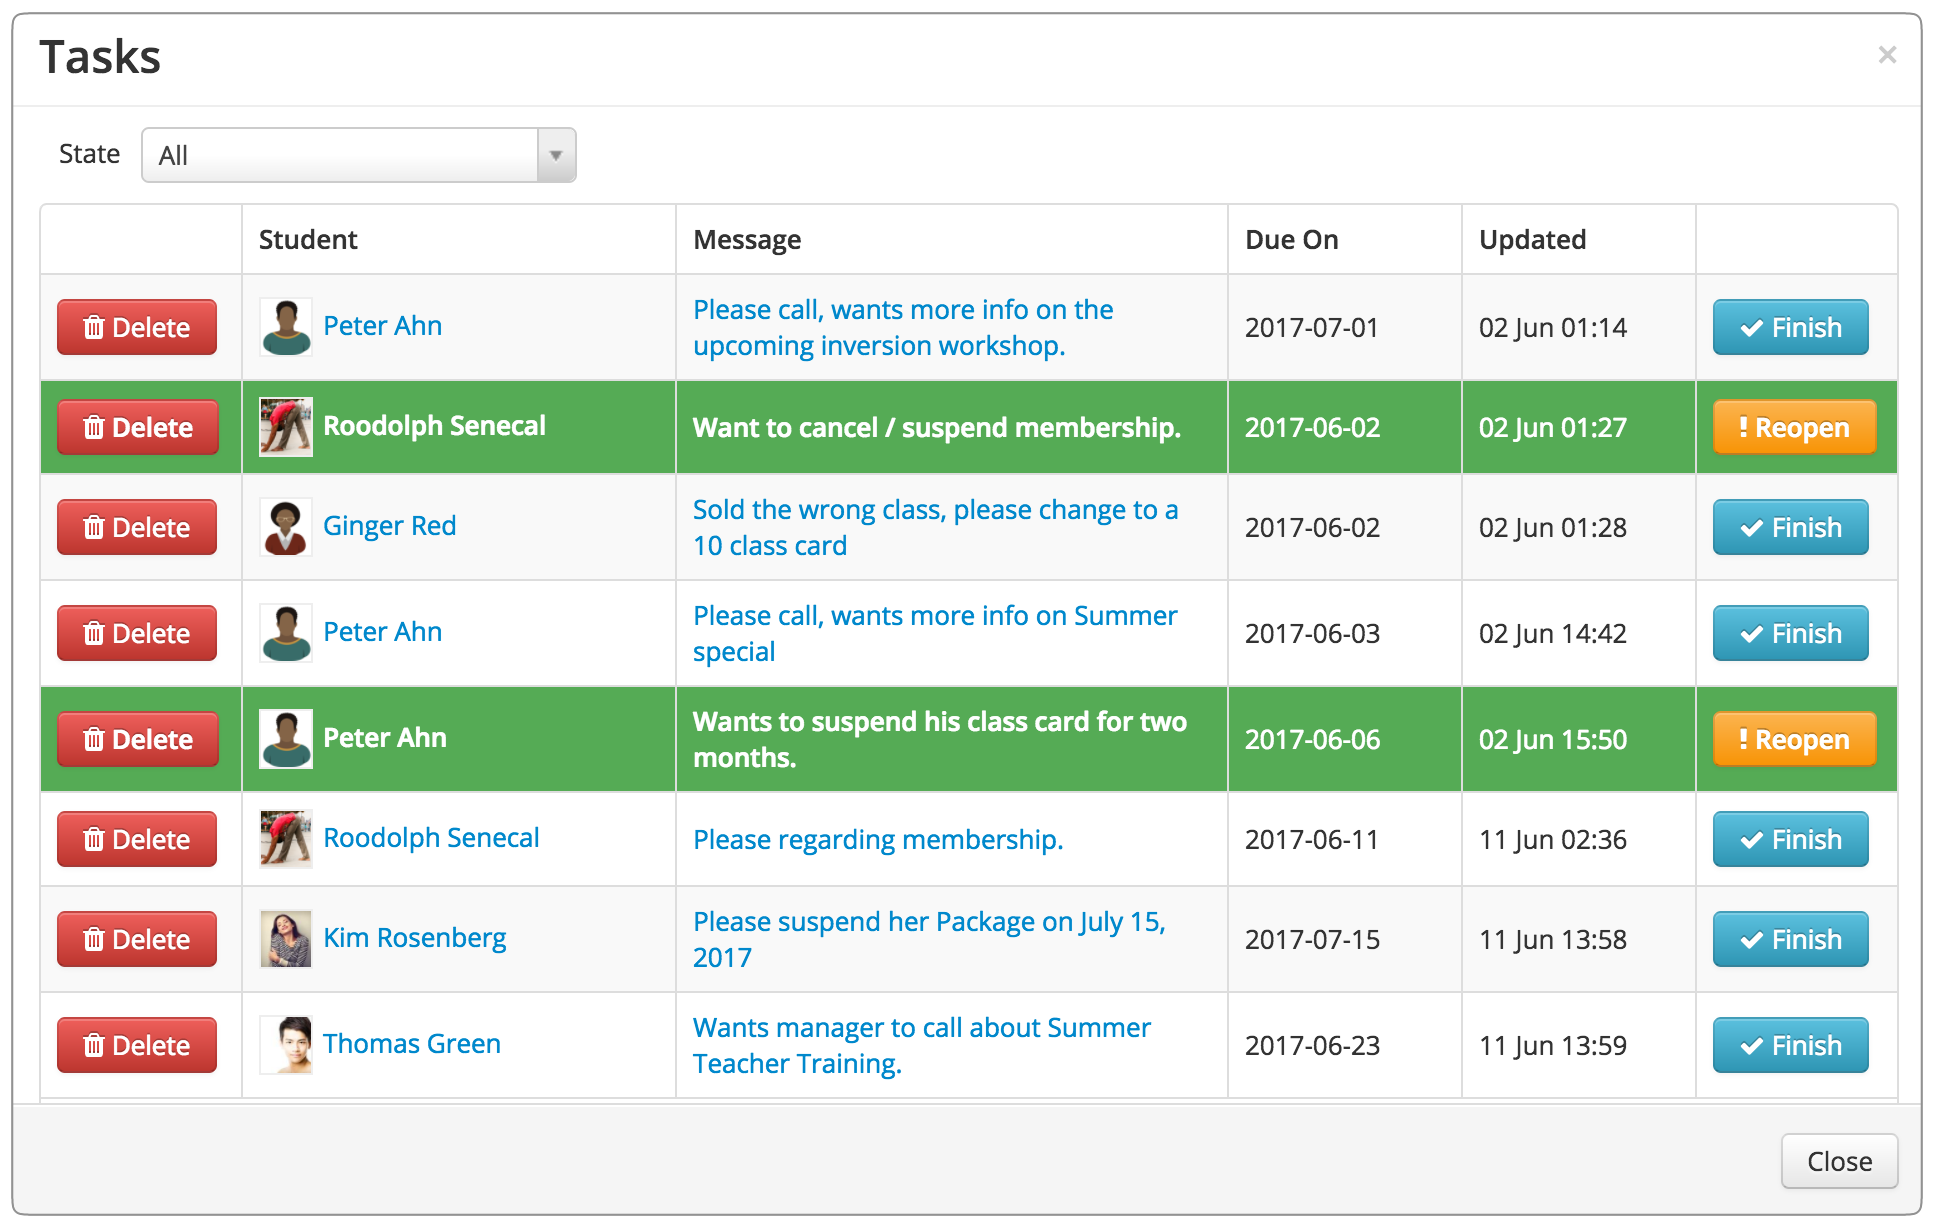 Tasks
×
State All
Student Message Due On Updated
Delete Peter Ahn Please call, wants more info on the
upcoming inversion workshop. 2017-07-01 02 Jun 01:14 Finish
Delete Roodolph Senecal Want to cancel / suspend membership. 2017-06-02 02 Jun 01:27 ! Reopen
Delete Ginger Red Sold the wrong class, please change to a
10 class card 2017-06-02 02 Jun 01:28 Finish
Delete Peter Ahn Please call, wants more info on Summer
special 2017-06-03 02 Jun 14:42 Finish
Delete Peter Ahn Wants to suspend his class card for two
months. 2017-06-06 02 Jun 15:50 ! Reopen
Delete Roodolph Senecal Please regarding membership. 2017-06-11 11 Jun 02:36 Finish
Delete Kim Rosenberg Please suspend her Package on July 15,
2017 2017-07-15 11 Jun 13:58 Finish
Delete Thomas Green Wants manager to call about Summer
Teacher Training. 2017-06-23 11 Jun 13:59 Finish
Close